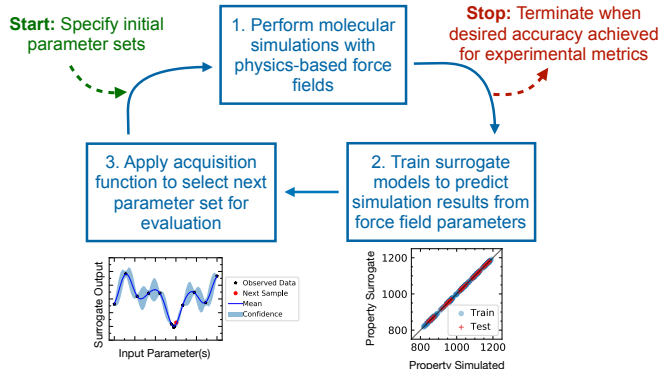 Start: Specify initial
parameter sets
1. Perform molecular
simulations with
physics-based force
fields
Stop: Terminate when
desired accuracy achieved
for experimental metrics
3. Apply acquisition
function to select next
parameter set for
evaluation
2. Train surrogate
models to predict
simulation results from
force field parameters
Surrogate Output
Input Parameter(s)
Observed Data
Next Sample
Mean
Confidence
Property Surrogate
1200
1000
800
Train
Test
800
1000
1200
Property Simulated